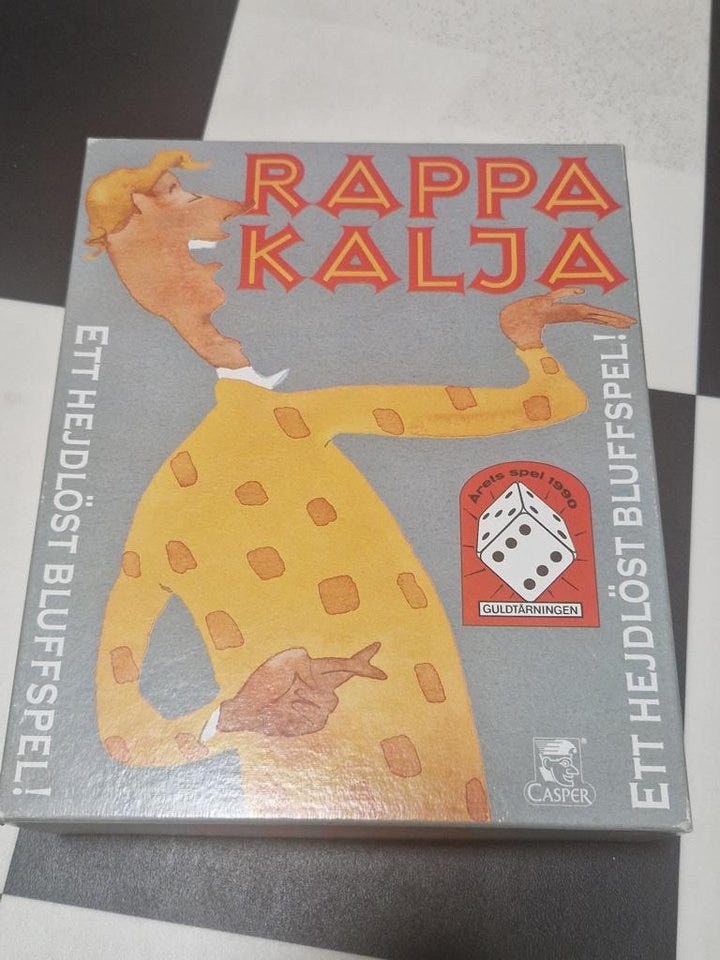 RAPPA
KALJA
ETT HEJDLÖST BLUFFSPEL!
ETT HEJDLÖST BLUFFSPEL!
Årets spel 1990
GULDTÄRNINGEN
CASPER